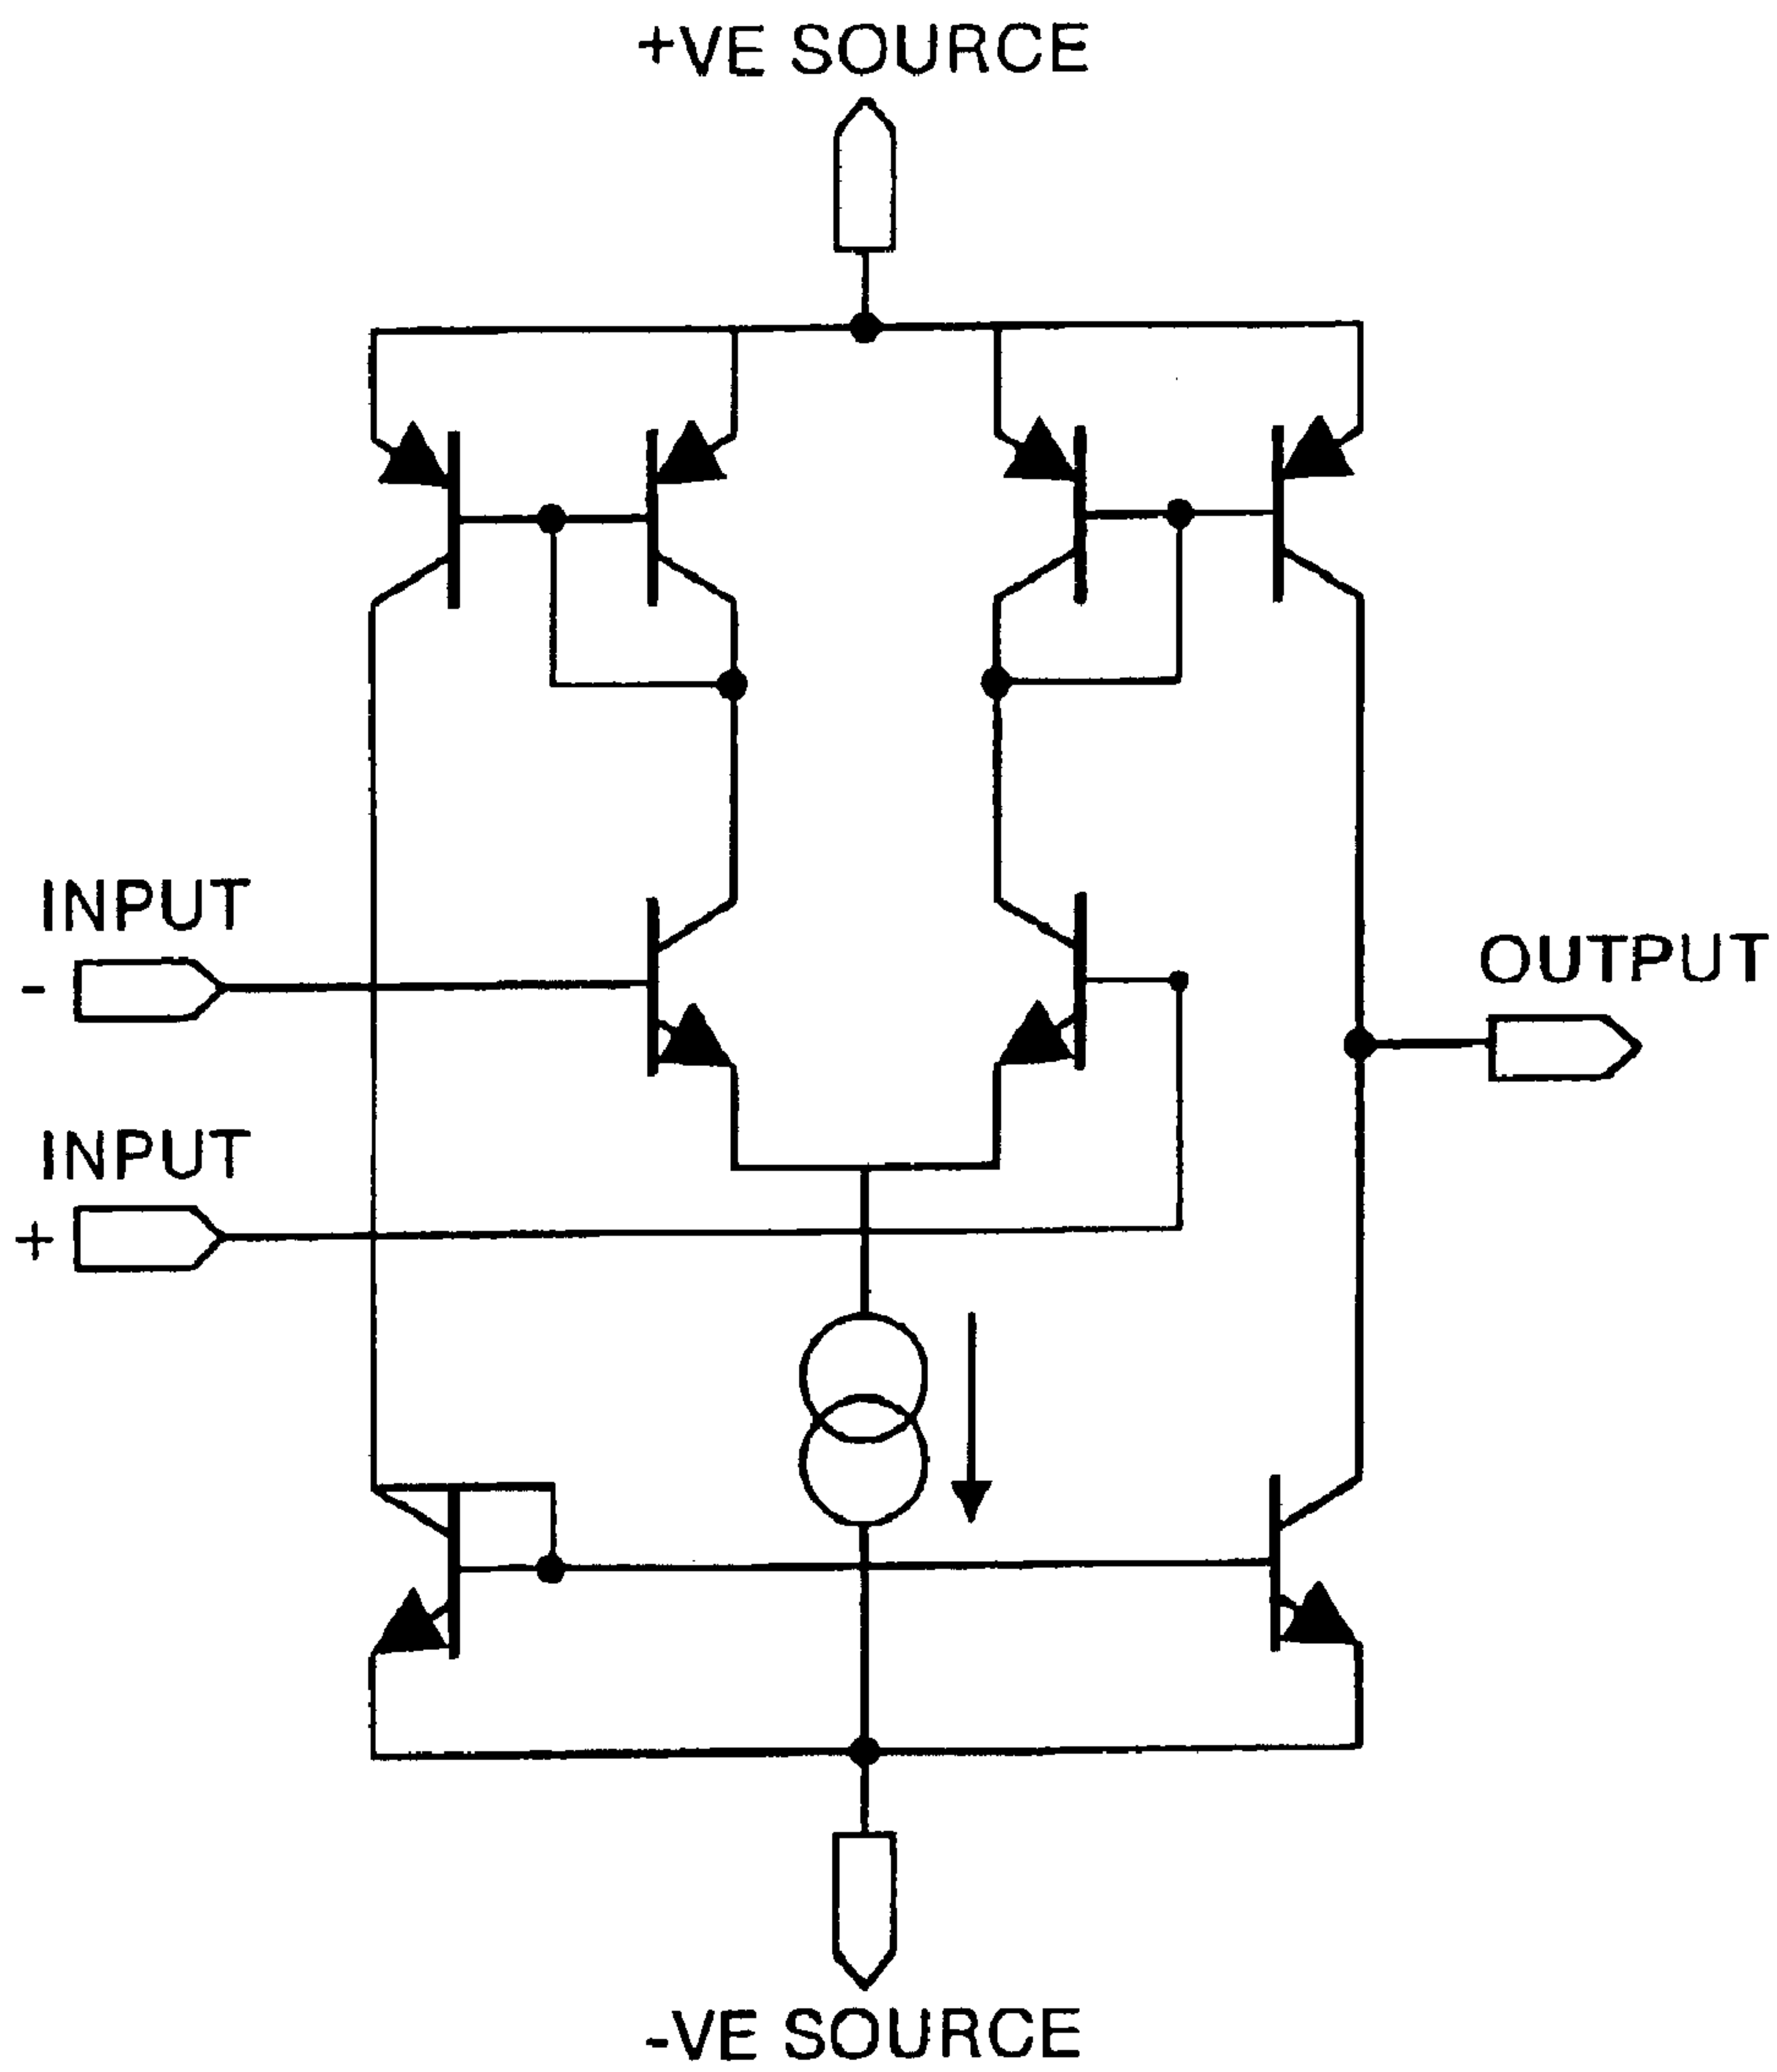 +VE SOURCE
INPUT
-
OUTPUT
INPUT
+
-VE SOURCE